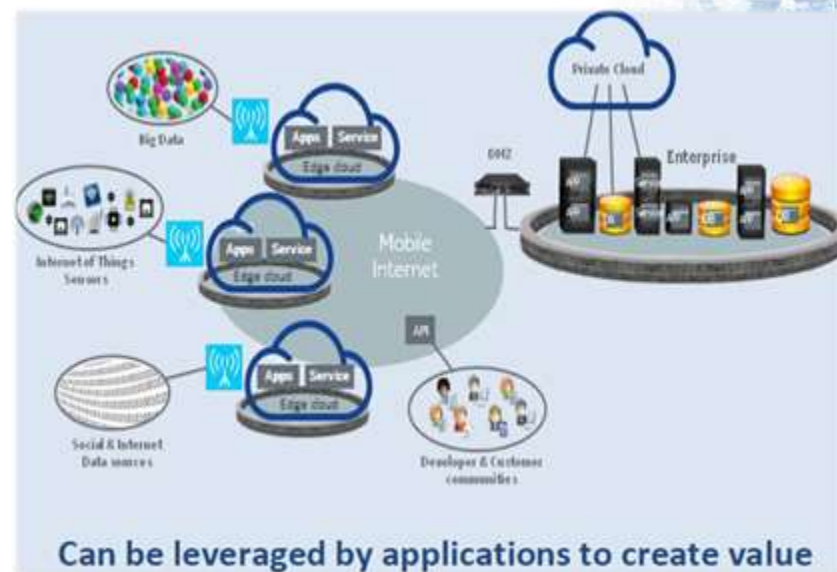 Private Cloud
Big Data
Apps Service
Edge cloud
DMZ
Enterprise
Internet of Things
Sensors
Apps Service
Edge cloud
Mobile
Internet
API
Apps Service
Edge cloud
Social & Internet
Data sources
Developer & Customer
communities
Can be leveraged by applications to create value